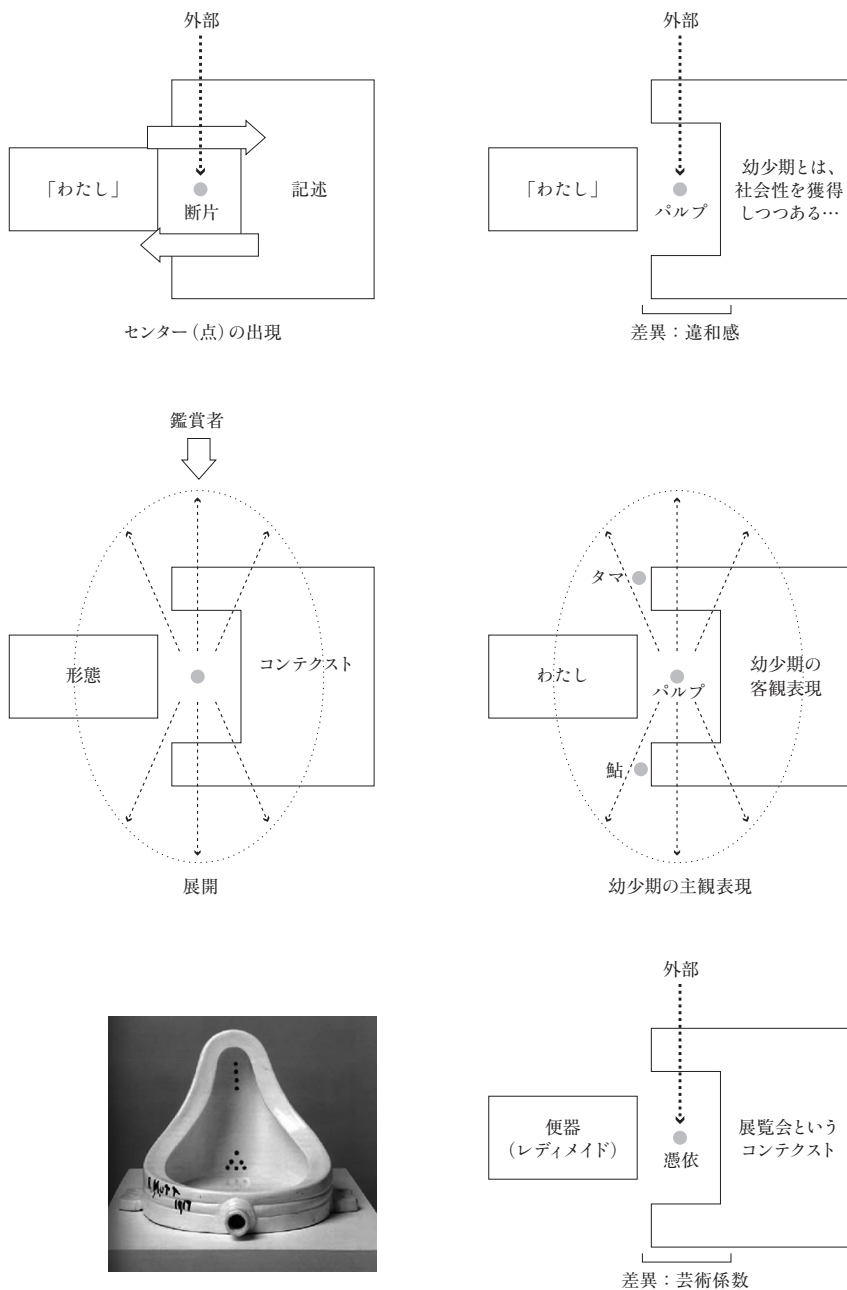 外部
「わたし」
断片
記述
センター(点)の出現
外部
「わたし」
パルプ
幼少期とは、
社会性を獲得
しつつある…
差異:違和感
鑑賞者
形態
コンテクスト
展開
タマ
わたし
パルプ
鮎
幼少期の
客観表現
幼少期の主観表現
R.MUTT
1917
外部
便器
(レディメイド)
憑依
展覧会という
コンテクスト
差異:芸術係数